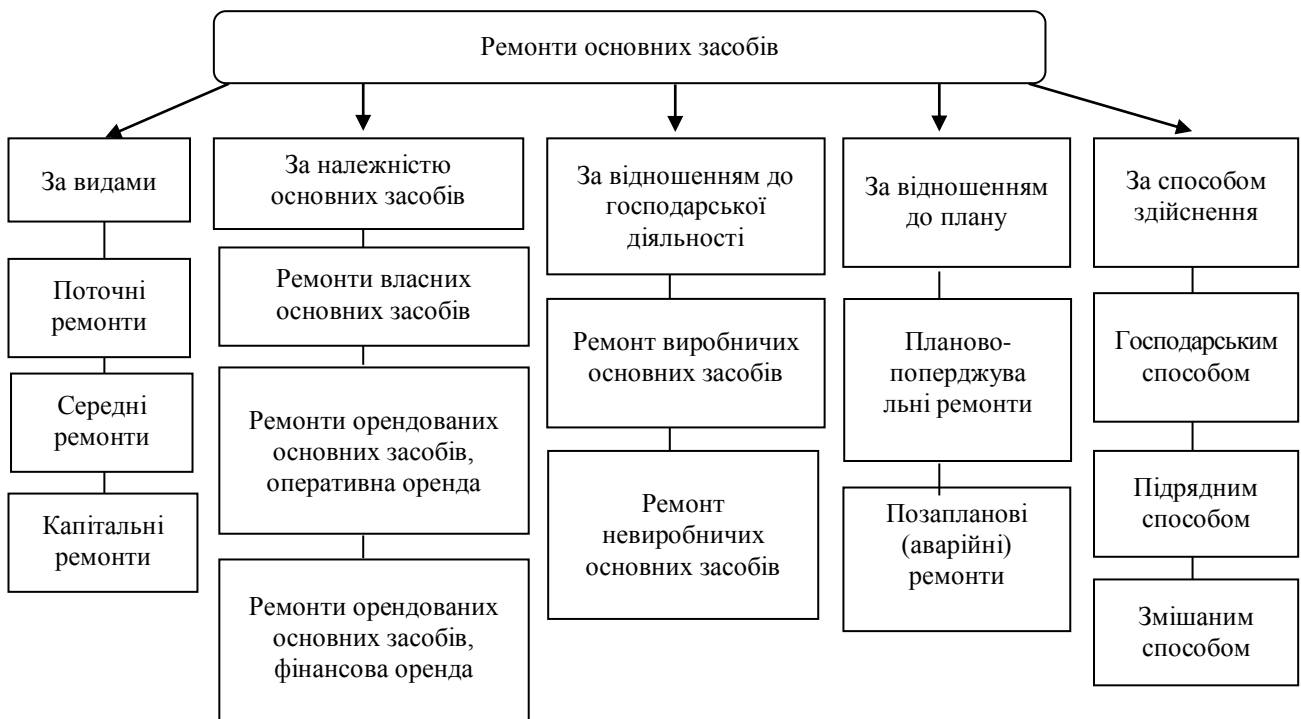 Ремонти основних засобів
За видами
Поточні
ремонти
Середні
ремонти
Капітальні
ремонти
За належністю
основних засобів
Ремонти власних
основних засобів
Ремонти орендованих
основних засобів,
оперативна оренда
Ремонти орендованих
основних засобів,
фінансова оренда
За відношенням до
господарської
діяльності
Ремонт виробничих
основних засобів
Ремонт
невиробничих
основних засобів
За відношенням
до плану
Планово-
поперджува
льні ремонти
Позапланові
(аварійні)
ремонти
За способом
здійснення
Господарським
способом
Підрядним
способом
Змішаним
способом